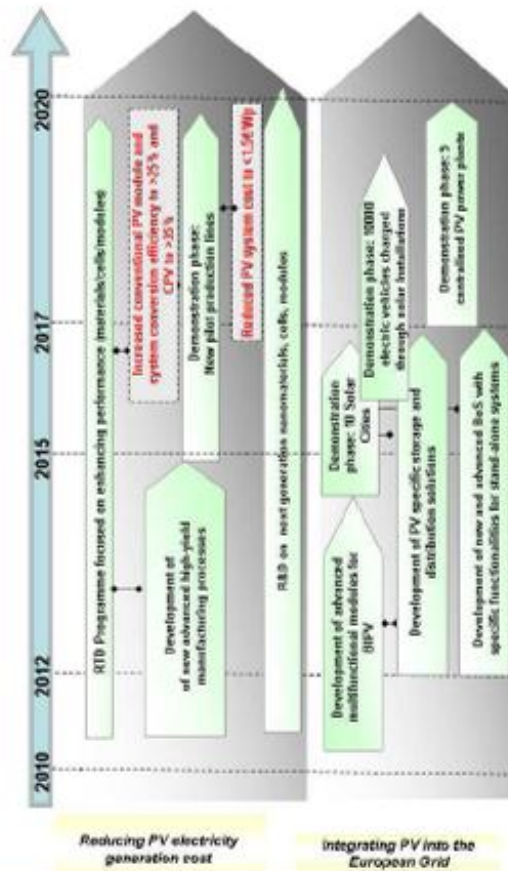 2010
2012
2015
2017
2020
Reducing PV electricity
generation cost
RTD Programme focused on enhancing performance (materials/cells/modules)
Increased conventional PV module and
system conversion efficiency to >25% and
CPV to >35%
Development of
new advanced high-yield
manufacturing processes
Demonstration phase:
New pilot production lines
Reduced PV system cost to <1.5€/Wp
R&D on next generation nanomaterials, cells, modules
Integrating PV into the
European Grid
Development of advanced
multifunctional modules for
BIPV
Demonstration
phase: 10 Solar
Cities
Demonstration phase: 10000
electric vehicles charged
through solar installations
Development of PV specific storage and
distribution solutions
Demonstration phase: 5
centralised PV power plants
Development of new and advanced BoS with
specific functionalities for stand-alone systems